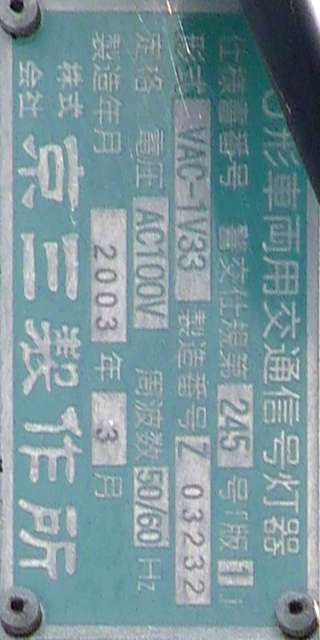 形車両用交通信号灯器
仕様書番号 警交仕規第 245 号(版1)
形式 VAC-1V33 製造番号 Z 03232
定格 電圧 AC100V 周波数 50/60 Hz
製造年月 2003 年 3 月
株式会社 京三製作所